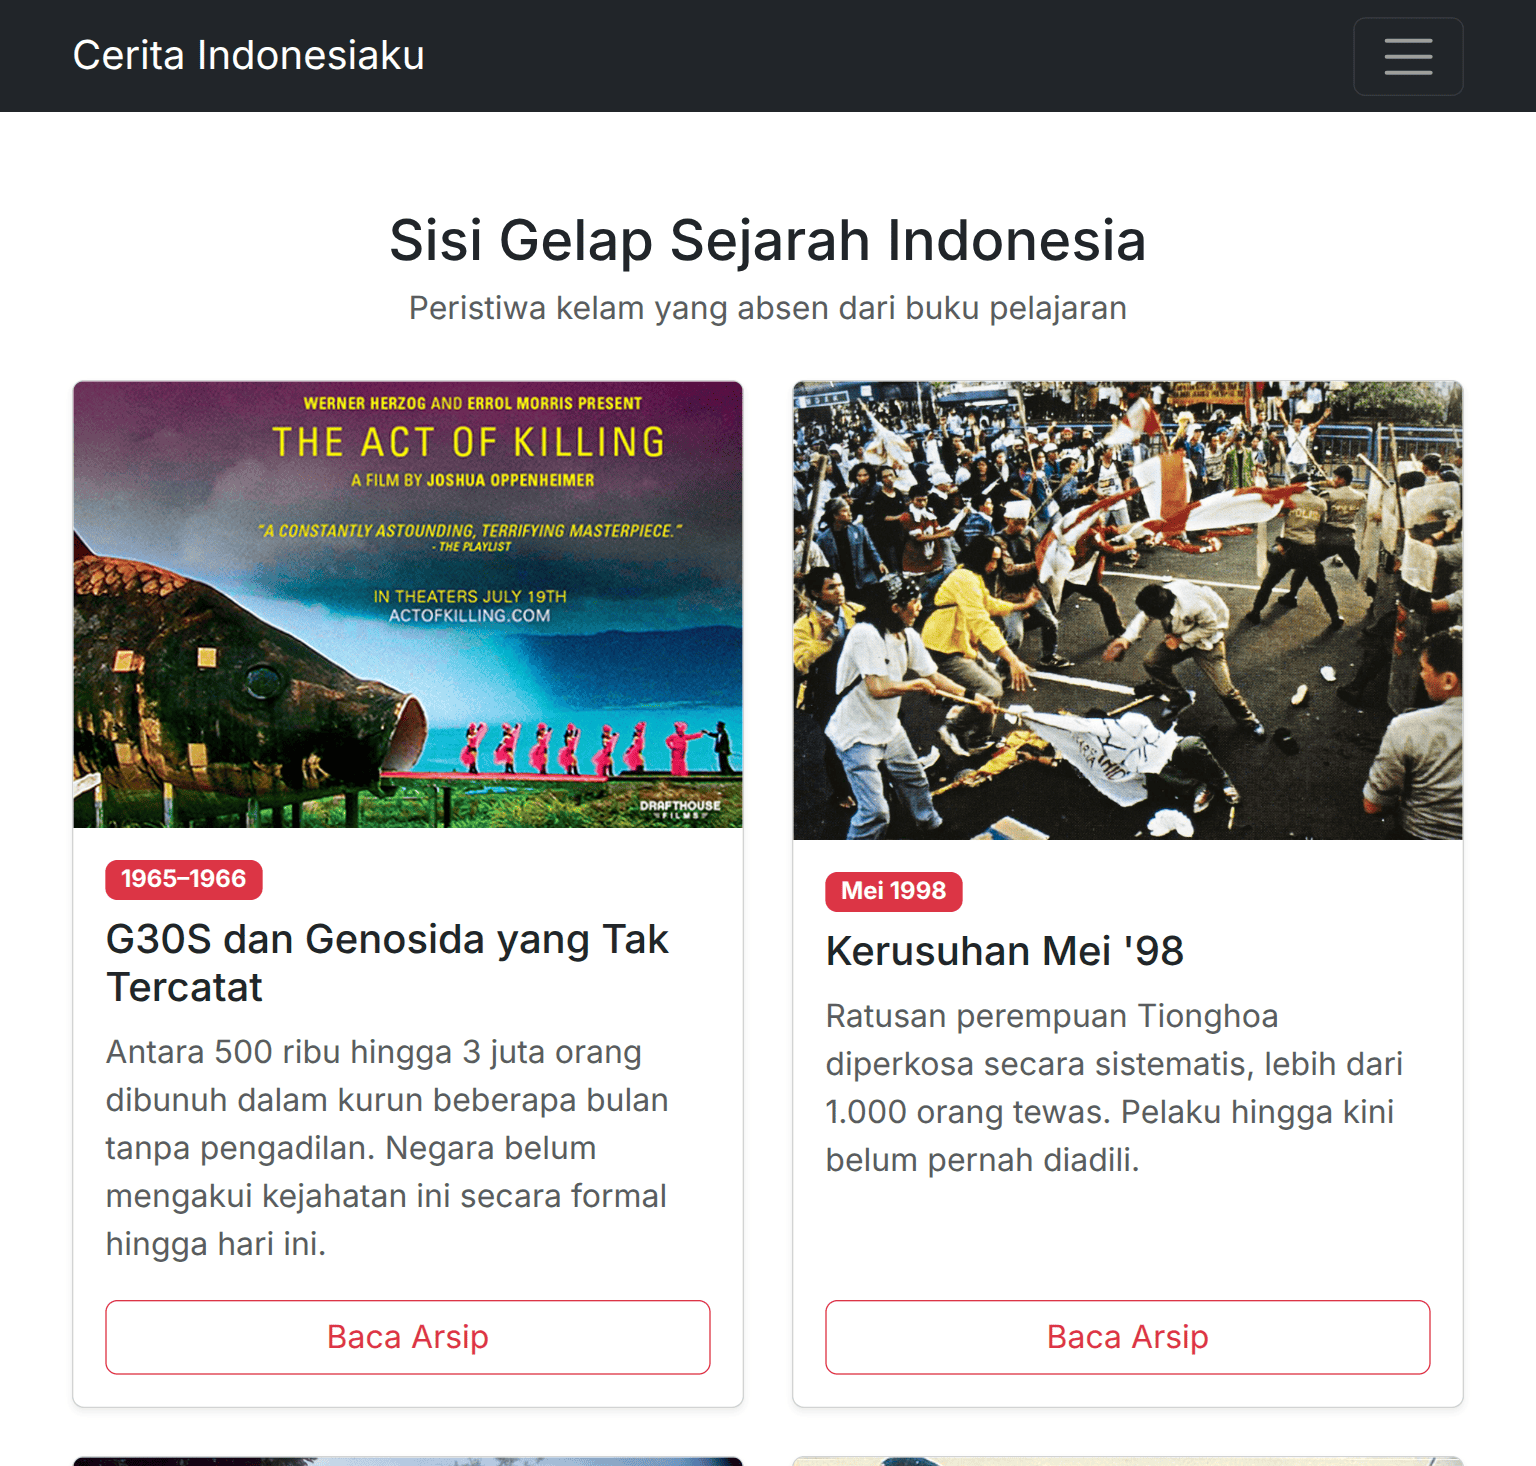 Cerita Indonesiaku
Sisi Gelap Sejarah Indonesia
Peristiwa kelam yang absen dari buku pelajaran
WERNER HERZOG AND ERROL MORRIS PRESENT
THE ACT OF KILLING
A FILM BY JOSHUA OPPENHEIMER
"A CONSTANTLY ASTOUNDING, TERRIFYING MASTERPIECE."
- THE PLAYLIST
IN THEATERS JULY 19TH
ACTOFKILLING.COM
DRAFTHOUSE
FILMS
1965–1966
G30S dan Genosida yang Tak
Tercatat
Antara 500 ribu hingga 3 juta orang
dibunuh dalam kurun beberapa bulan
tanpa pengadilan. Negara belum
mengakui kejahatan ini secara formal
hingga hari ini.
Baca Arsip
Mei 1998
Kerusuhan Mei '98
Ratusan perempuan Tionghoa
diperkosa secara sistematis, lebih dari
1.000 orang tewas. Pelaku hingga kini
belum pernah diadili.
Baca Arsip